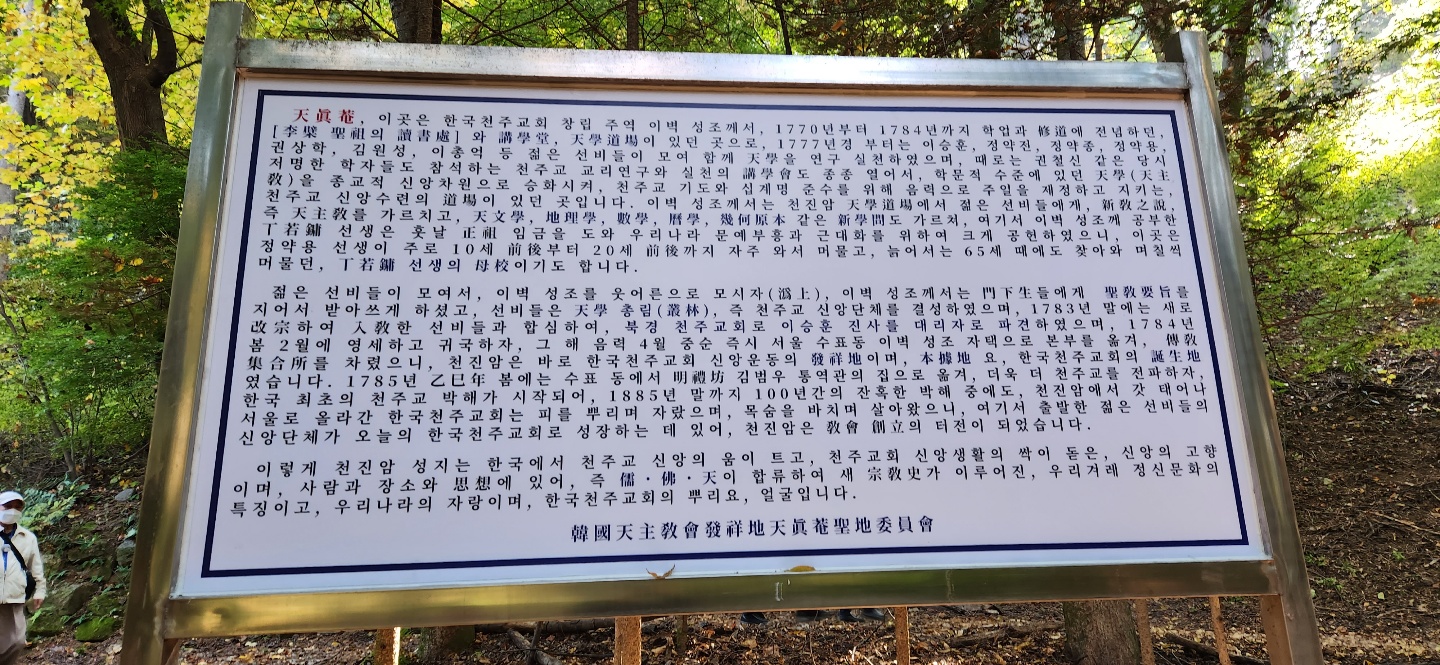 天眞菴, 이곳은 한국천주교회 창립 주역 이벽 성조께서, 1770년부터 1784년까지 학업과 修道에 전념하던,
[李檗 聖祖의 讀書處] 와 講學堂, 天學道場이 있던 곳으로, 1777년경 부터는 이승훈, 정약전, 정약종, 정약용,
권상학, 김원성, 이총억 등 젊은 선비들이 모여 함께 天學을 연구 실천하였으며, 때로는 권철신 같은 당시
저명한 학자들도 참석하는 천주교 교리연구와 실천의 講學會도 종종 열어서, 학문적 수준에 있던 天學(天主
敎)을 종교적 신앙차원으로 승화시켜, 천주교 기도와 십계명 준수를 위해 음력으로 주일을 재정하고 지키는,
천주교 신앙수련의 道場이 있던 곳입니다. 이벽 성조께서는 천진암 天學道場에서 젊은 선비들에게, 新敎之說,
즉 天主敎를 가르치고, 天文學, 地理學, 數學, 曆學, 幾何原本 같은 新學問도 가르쳐, 여기서 이벽 성조께 공부한
丁若鏞 선생은 훗날 正祖 임금을 도와 우리나라 문예부흥과 근대화를 위하여 크게 공헌하였으니, 이곳은
정약용 선생이 주로 10세 前後부터 20세 前後까지 자주 와서 머물고, 늙어서는 65세 때에도 찾아와 며칠씩
머물던, 丁若鏞 선생의 母校이기도 합니다.
젊은 선비들이 모여서, 이벽 성조를 웃어른으로 모시자(爲上), 이벽 성조께서는 門下生들에게 聖敎要旨를
지어서 받아쓰게 하셨고, 선비들은 天學 총림(叢林), 즉 천주교 신앙단체를 결성하였으며, 1783년 말에는 새로
改宗하여 入敎한 선비들과 합심하여, 북경 천주교회로 이승훈 진사를 대리자로 파견하였으며, 1784년
봄 2월에 영세하고 귀국하자, 그 해 음력 4월 중순 즉시 서울 수표동 이벽 성조 자택으로 본부를 옮겨, 傳敎
集合所를 차렸으니, 천진암은 바로 한국천주교회 신앙운동의 發祥地이며, 本據地 요, 한국천주교회의 誕生地
였습니다. 1785년 乙巳年 봄에는 수표 동에서 明禮坊 김범우 통역관의 집으로 옮겨, 더욱 더 천주교를 전파하자,
한국 최초의 천주교 박해가 시작되어, 1885년 말까지 100년간의 잔혹한 박해 중에도, 천진암에서 갓 태어나
서울로 올라간 한국천주교회는 피를 뿌리며 자랐으며, 목숨을 바치며 살아왔으니, 여기서 출발한 젊은 선비들의
신앙단체가 오늘의 한국천주교회로 성장하는 데 있어, 천진암은 敎會 創立의 터전이 되었습니다.
이렇게 천진암 성지는 한국에서 천주교 신앙의 움이 트고, 천주교회 신앙생활의 싹이 돋은, 신앙의 고향
이며, 사람과 장소와 思想에 있어, 즉 儒·佛·天이 합류하여 새 宗敎史가 이루어진, 우리겨레 정신문화의
특징이고, 우리나라의 자랑이며, 한국천주교회의 뿌리요, 얼굴입니다.
韓國天主敎會發祥地天眞菴聖地委員會